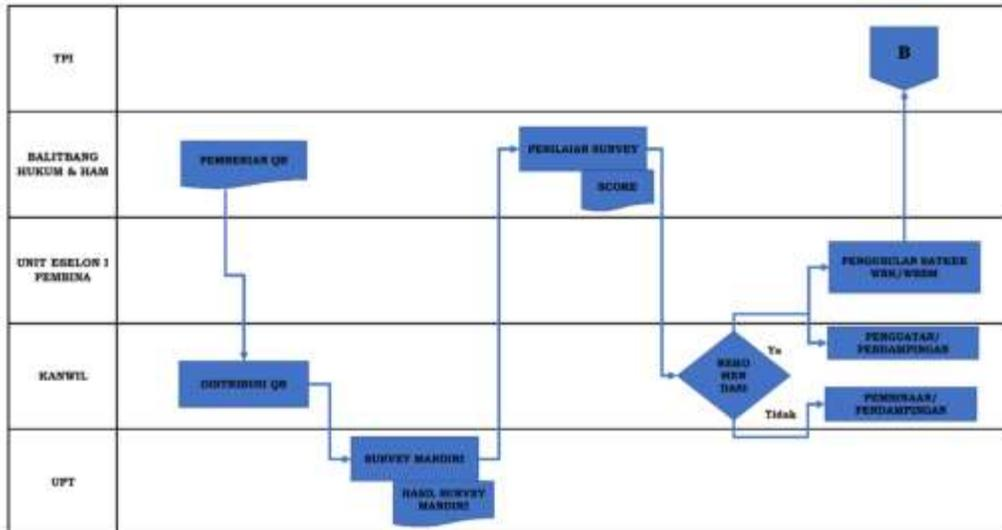 TPI
B
BALITBANG
HUKUM & HAM
PEMBERIAN QR
PENILAIAN SURVEY
SCORE
UNIT ESELON I
PEMBINA
PENGUSULAN SATKER
WBK/WBBM
KANWIL
DISTRIBUSI QR
REKO
MEN
DASI
Ya
PENGUATAN/
PENDAMPINGAN
Tidak
PEMBINAAN/
PENDAMPINGAN
UPT
SURVEY MANDIRI
HASIL SURVEY
MANDIRI